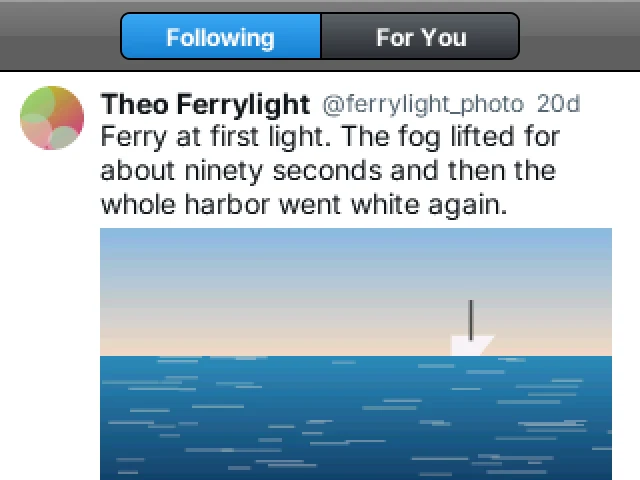 Following
For You
Theo Ferrylight @ferrylight_photo 20d
Ferry at first light. The fog lifted for
about ninety seconds and then the
whole harbor went white again.